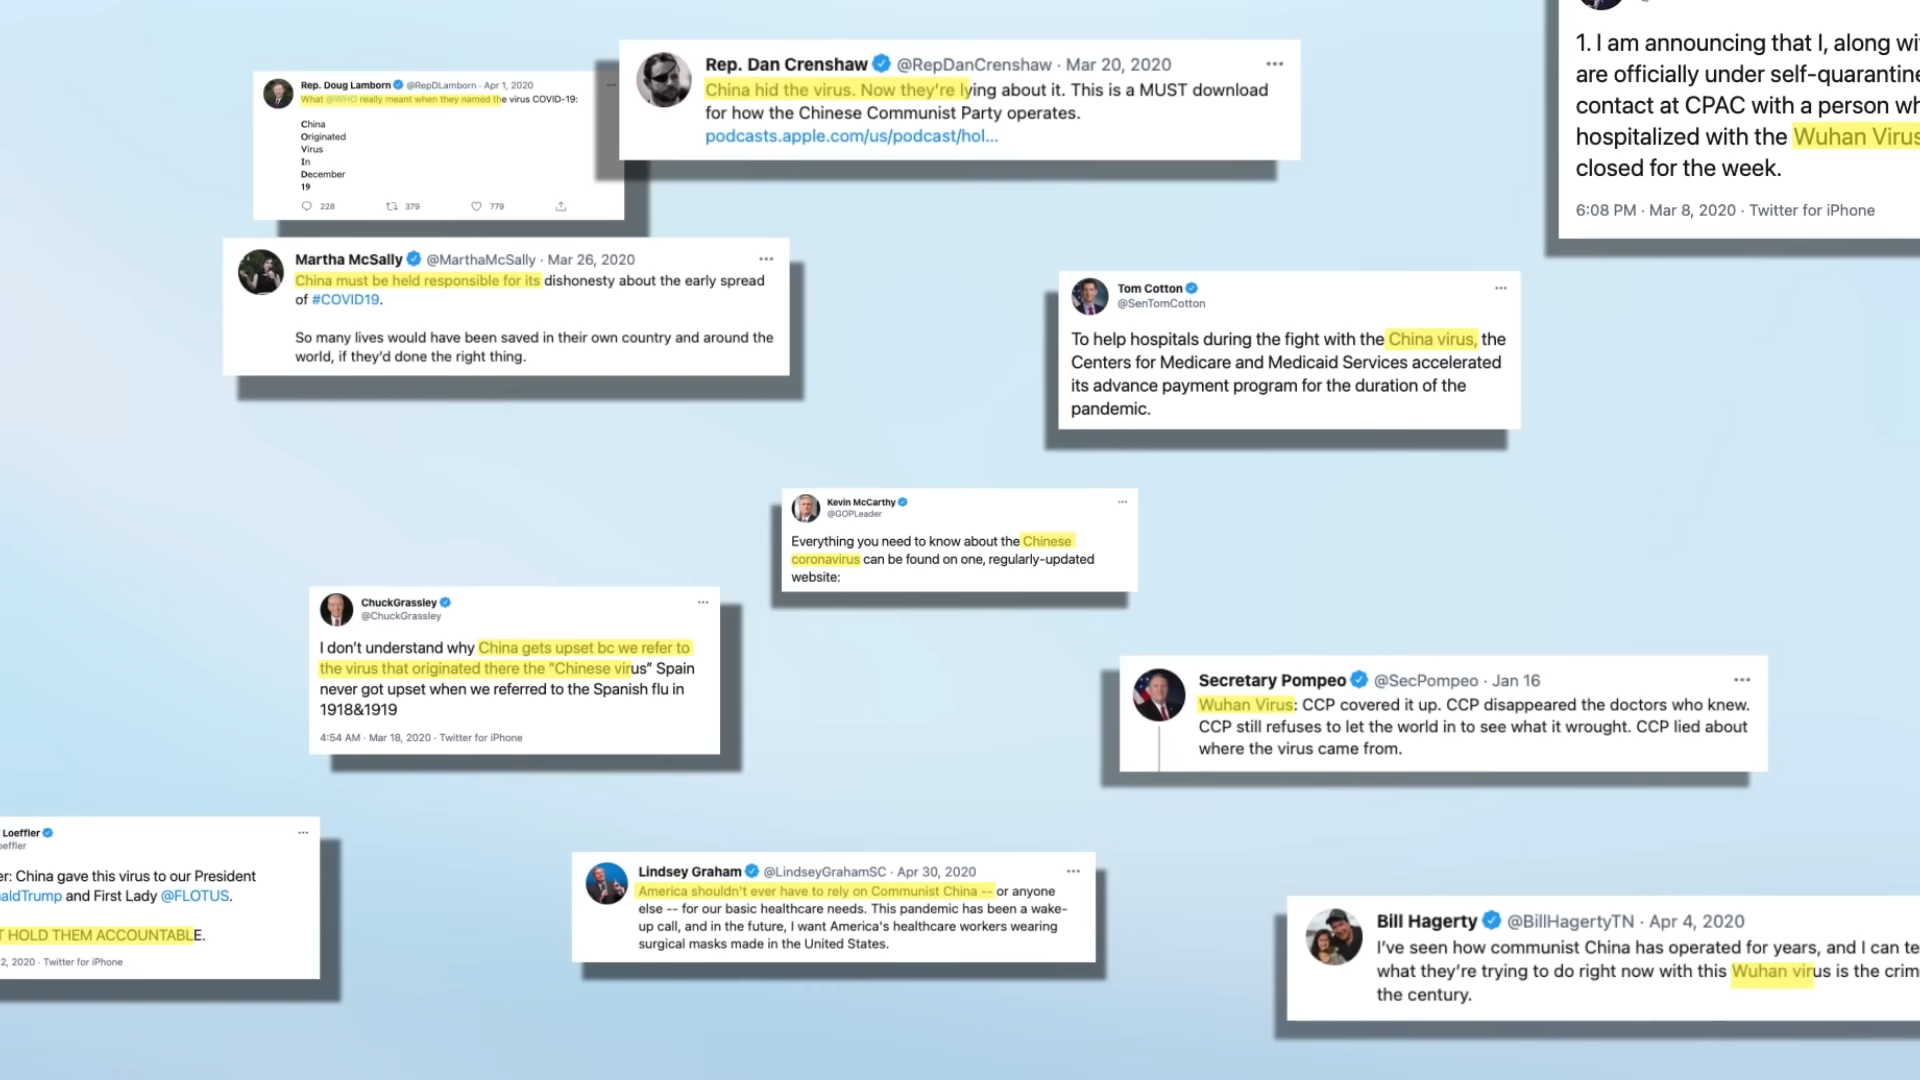 Rep. Doug Lamborn @RepDLamborn · Apr 1, 2020
What @WHO really meant when they named the virus COVID-19:
China
Originated
Virus
In
December
19
228 379 779
Rep. Dan Crenshaw @RepDanCrenshaw · Mar 20, 2020
China hid the virus. Now they're lying about it. This is a MUST download
for how the Chinese Communist Party operates.
podcasts.apple.com/us/podcast/hol...
1. I am announcing that I, along wi
are officially under self-quarantine
contact at CPAC with a person wh
hospitalized with the Wuhan Virus
closed for the week.
6:08 PM · Mar 8, 2020 · Twitter for iPhone
Martha McSally @MarthaMcSally · Mar 26, 2020
China must be held responsible for its dishonesty about the early spread
of #COVID19.
So many lives would have been saved in their own country and around the
world, if they'd done the right thing.
Tom Cotton
@SenTomCotton
To help hospitals during the fight with the China virus, the
Centers for Medicare and Medicaid Services accelerated
its advance payment program for the duration of the
pandemic.
Kevin McCarthy
@GOPLeader
Everything you need to know about the Chinese
coronavirus can be found on one, regularly-updated
website:
ChuckGrassley
@ChuckGrassley
I don't understand why China gets upset bc we refer to
the virus that originated there the "Chinese virus" Spain
never got upset when we referred to the Spanish flu in
1918&1919
4:54 AM · Mar 18, 2020 · Twitter for iPhone
Secretary Pompeo @SecPompeo · Jan 16
Wuhan Virus: CCP covered it up. CCP disappeared the doctors who knew.
CCP still refuses to let the world in to see what it wrought. CCP lied about
where the virus came from.
Loeffler
oeffler
er: China gave this virus to our President
naldTrump and First Lady @FLOTUS.
T HOLD THEM ACCOUNTABLE.
2, 2020 · Twitter for iPhone
Lindsey Graham @LindseyGrahamSC · Apr 30, 2020
America shouldn't ever have to rely on Communist China -- or anyone
else -- for our basic healthcare needs. This pandemic has been a wake-
up call, and in the future, I want America's healthcare workers wearing
surgical masks made in the United States.
Bill Hagerty @BillHagertyTN · Apr 4, 2020
I've seen how communist China has operated for years, and I can te
what they're trying to do right now with this Wuhan virus is the crim
the century.